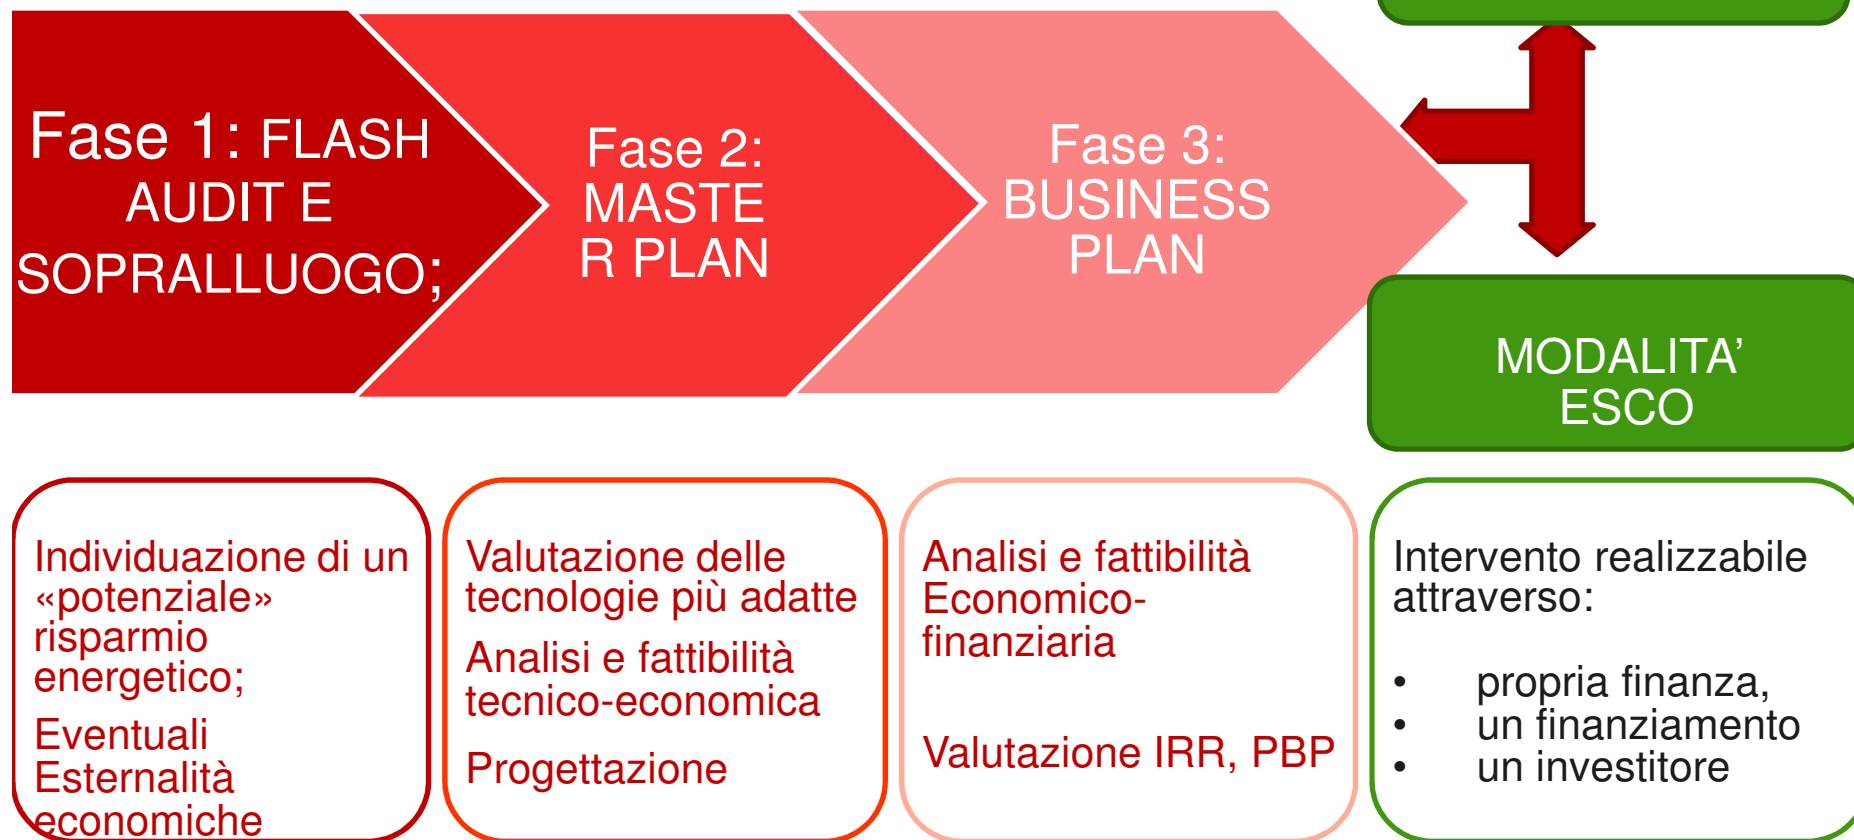 Fase 1: FLASH
AUDIT E
SOPRALLUOGO;
Fase 2:
MASTE
R PLAN
Fase 3:
BUSINESS
PLAN
MODALITA’
ESCO
Individuazione di un
«potenziale»
risparmio
energetico;
Eventuali
Esternalità
economiche
Valutazione delle
tecnologie più adatte
Analisi e fattibilità
tecnico-economica
Progettazione
Analisi e fattibilità
Economico-
finanziaria
Valutazione IRR, PBP
Intervento realizzabile
attraverso:
• propria finanza,
• un finanziamento
• un investitore